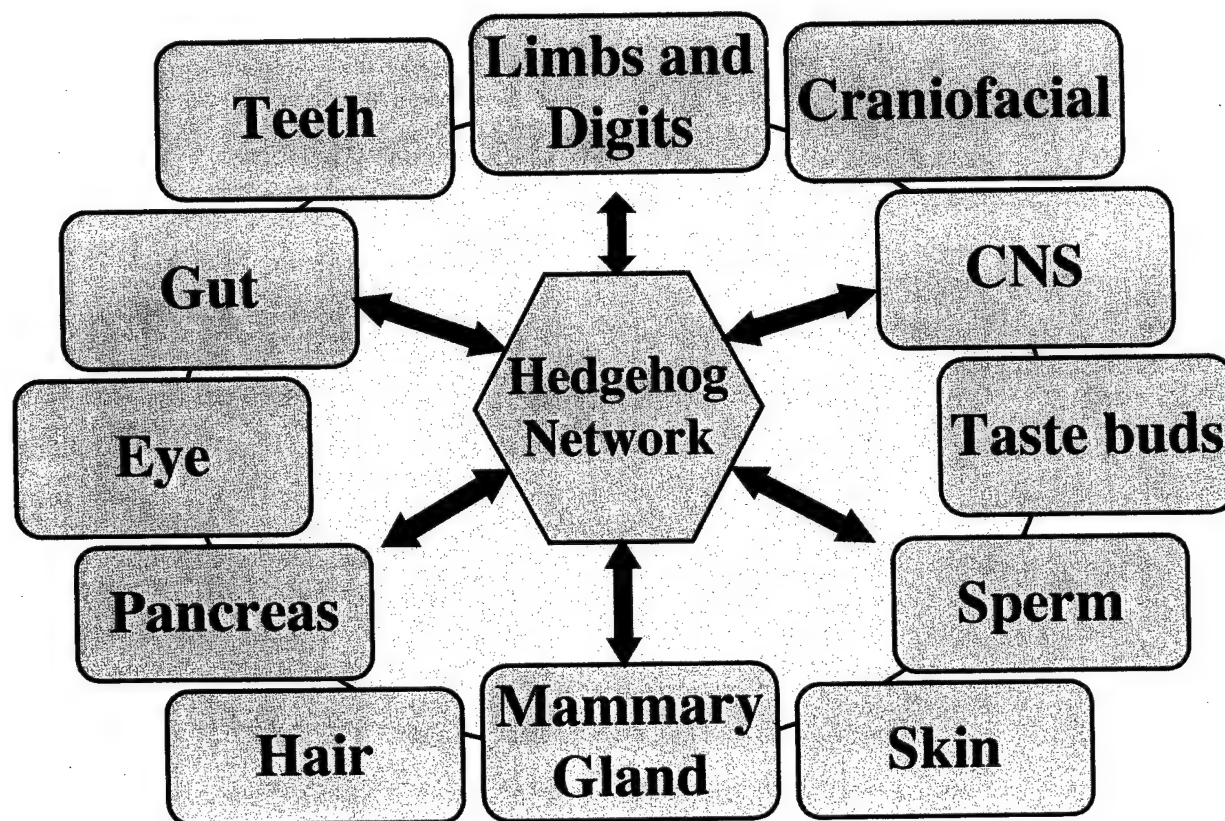 Limbs and
Digits
Craniofacial
Teeth
CNS
Gut
Hedgehog
Network
Taste buds
Eye
Sperm
Pancreas
Mammary
Gland
Skin
Hair